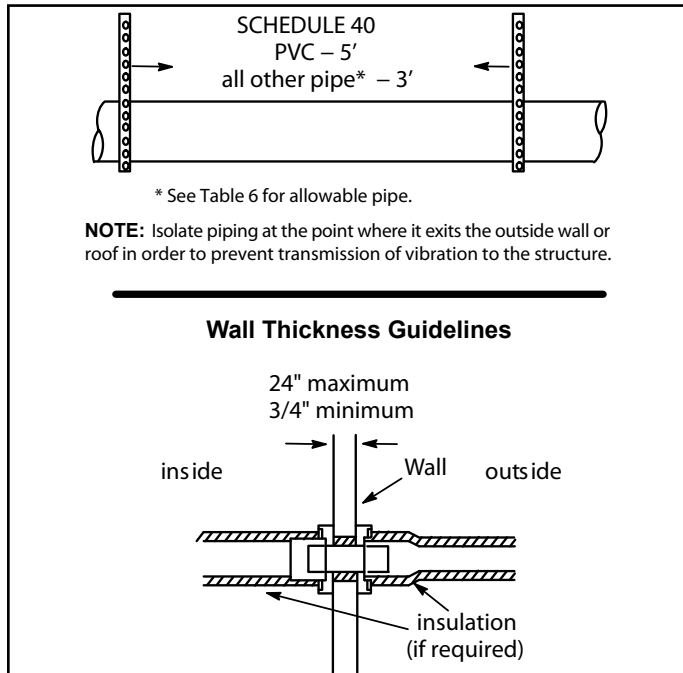 SCHEDULE 40
PVC – 5'
all other pipe* – 3'
* See Table 6 for allowable pipe.
NOTE: Isolate piping at the point where it exits the outside wall or
roof in order to prevent transmission of vibration to the structure.
Wall Thickness Guidelines
24" maximum
3/4" minimum
inside
Wall
outside
insulation
(if required)